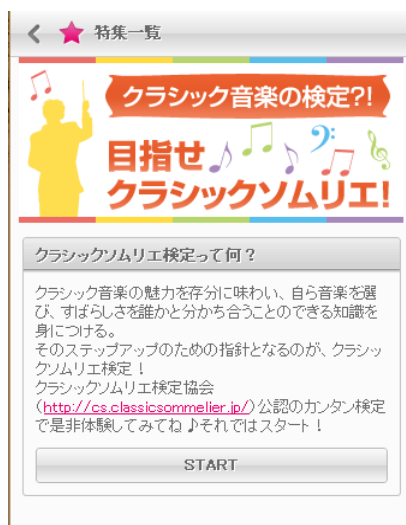 特集一覧
クラシック音楽の検定?!
目指せ
クラシックソムリエ!
クラシックソムリエ検定って何？
クラシック音楽の魅力を存分に味わい、自ら音楽を選
び、すばらしさを誰かと分かち合うことのできる知識を
身につける。
そのステップアップのための指針となるのが、クラシッ
クソムリエ検定！
クラシックソムリエ検定協会
（http://cs.classicsommelier.jp/）公認のカンタン検定
で是非体験してみてね♪それではスタート！
START